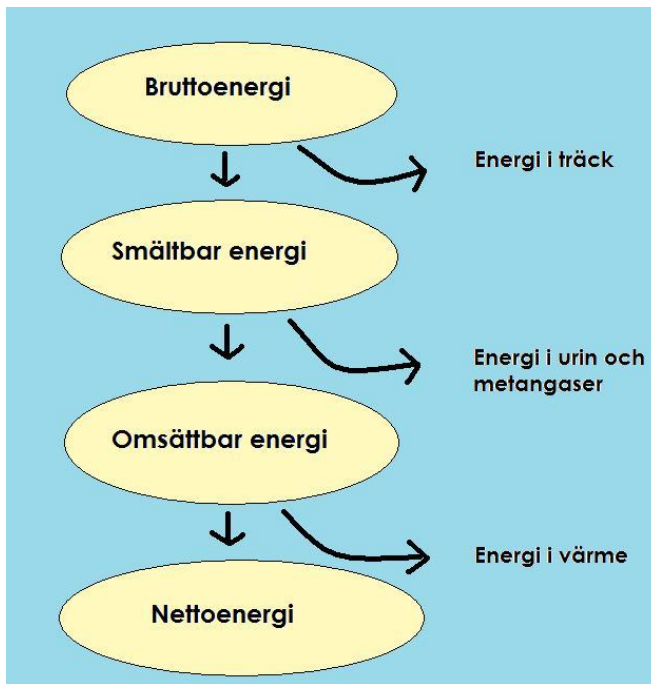 Bruttoenergi
Energi i träck
Smältbar energi
Energi i urin och
metangaser
Omsättbar energi
Energi i värme
Nettoenergi